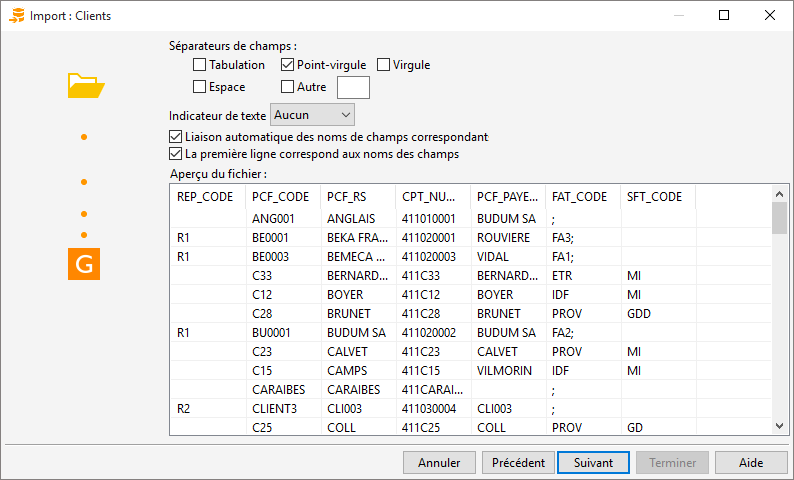 Import : Clients
Séparateurs de champs :
Tabulation Point-virgule Virgule
Espace Autre
Indicateur de texte Aucun
Liaison automatique des noms de champs correspondant
La première ligne correspond aux noms des champs
Aperçu du fichier :
REP_CODE PCF_CODE PCF_RS CPT_NU... PCF_PAYE... FAT_CODE SFT_CODE
ANG001 ANGLAIS 411010001 BUDUM SA ;
R1 BE0001 BEKA FRA... 411020001 ROUVIERE FA3;
R1 BE0003 BEMECA ... 411020003 VIDAL FA1;
C33 BERNARD... 411C33 BERNARD... ETR MI
C12 BOYER 411C12 BOYER IDF MI
C28 BRUNET 411C28 BRUNET PROV GDD
R1 BU0001 BUDUM SA 411020002 BUDUM SA FA2;
C23 CALVET 411C23 CALVET PROV MI
C15 CAMPS 411C15 VILMORIN IDF MI
CARAIBES CARAIBES 411CARAI... ;
R2 CLIENT3 CLI003 411030004 CLI003 ;
C25 COLL 411C25 COLL PROV GD
G
Annuler Précédent Suivant Terminer Aide